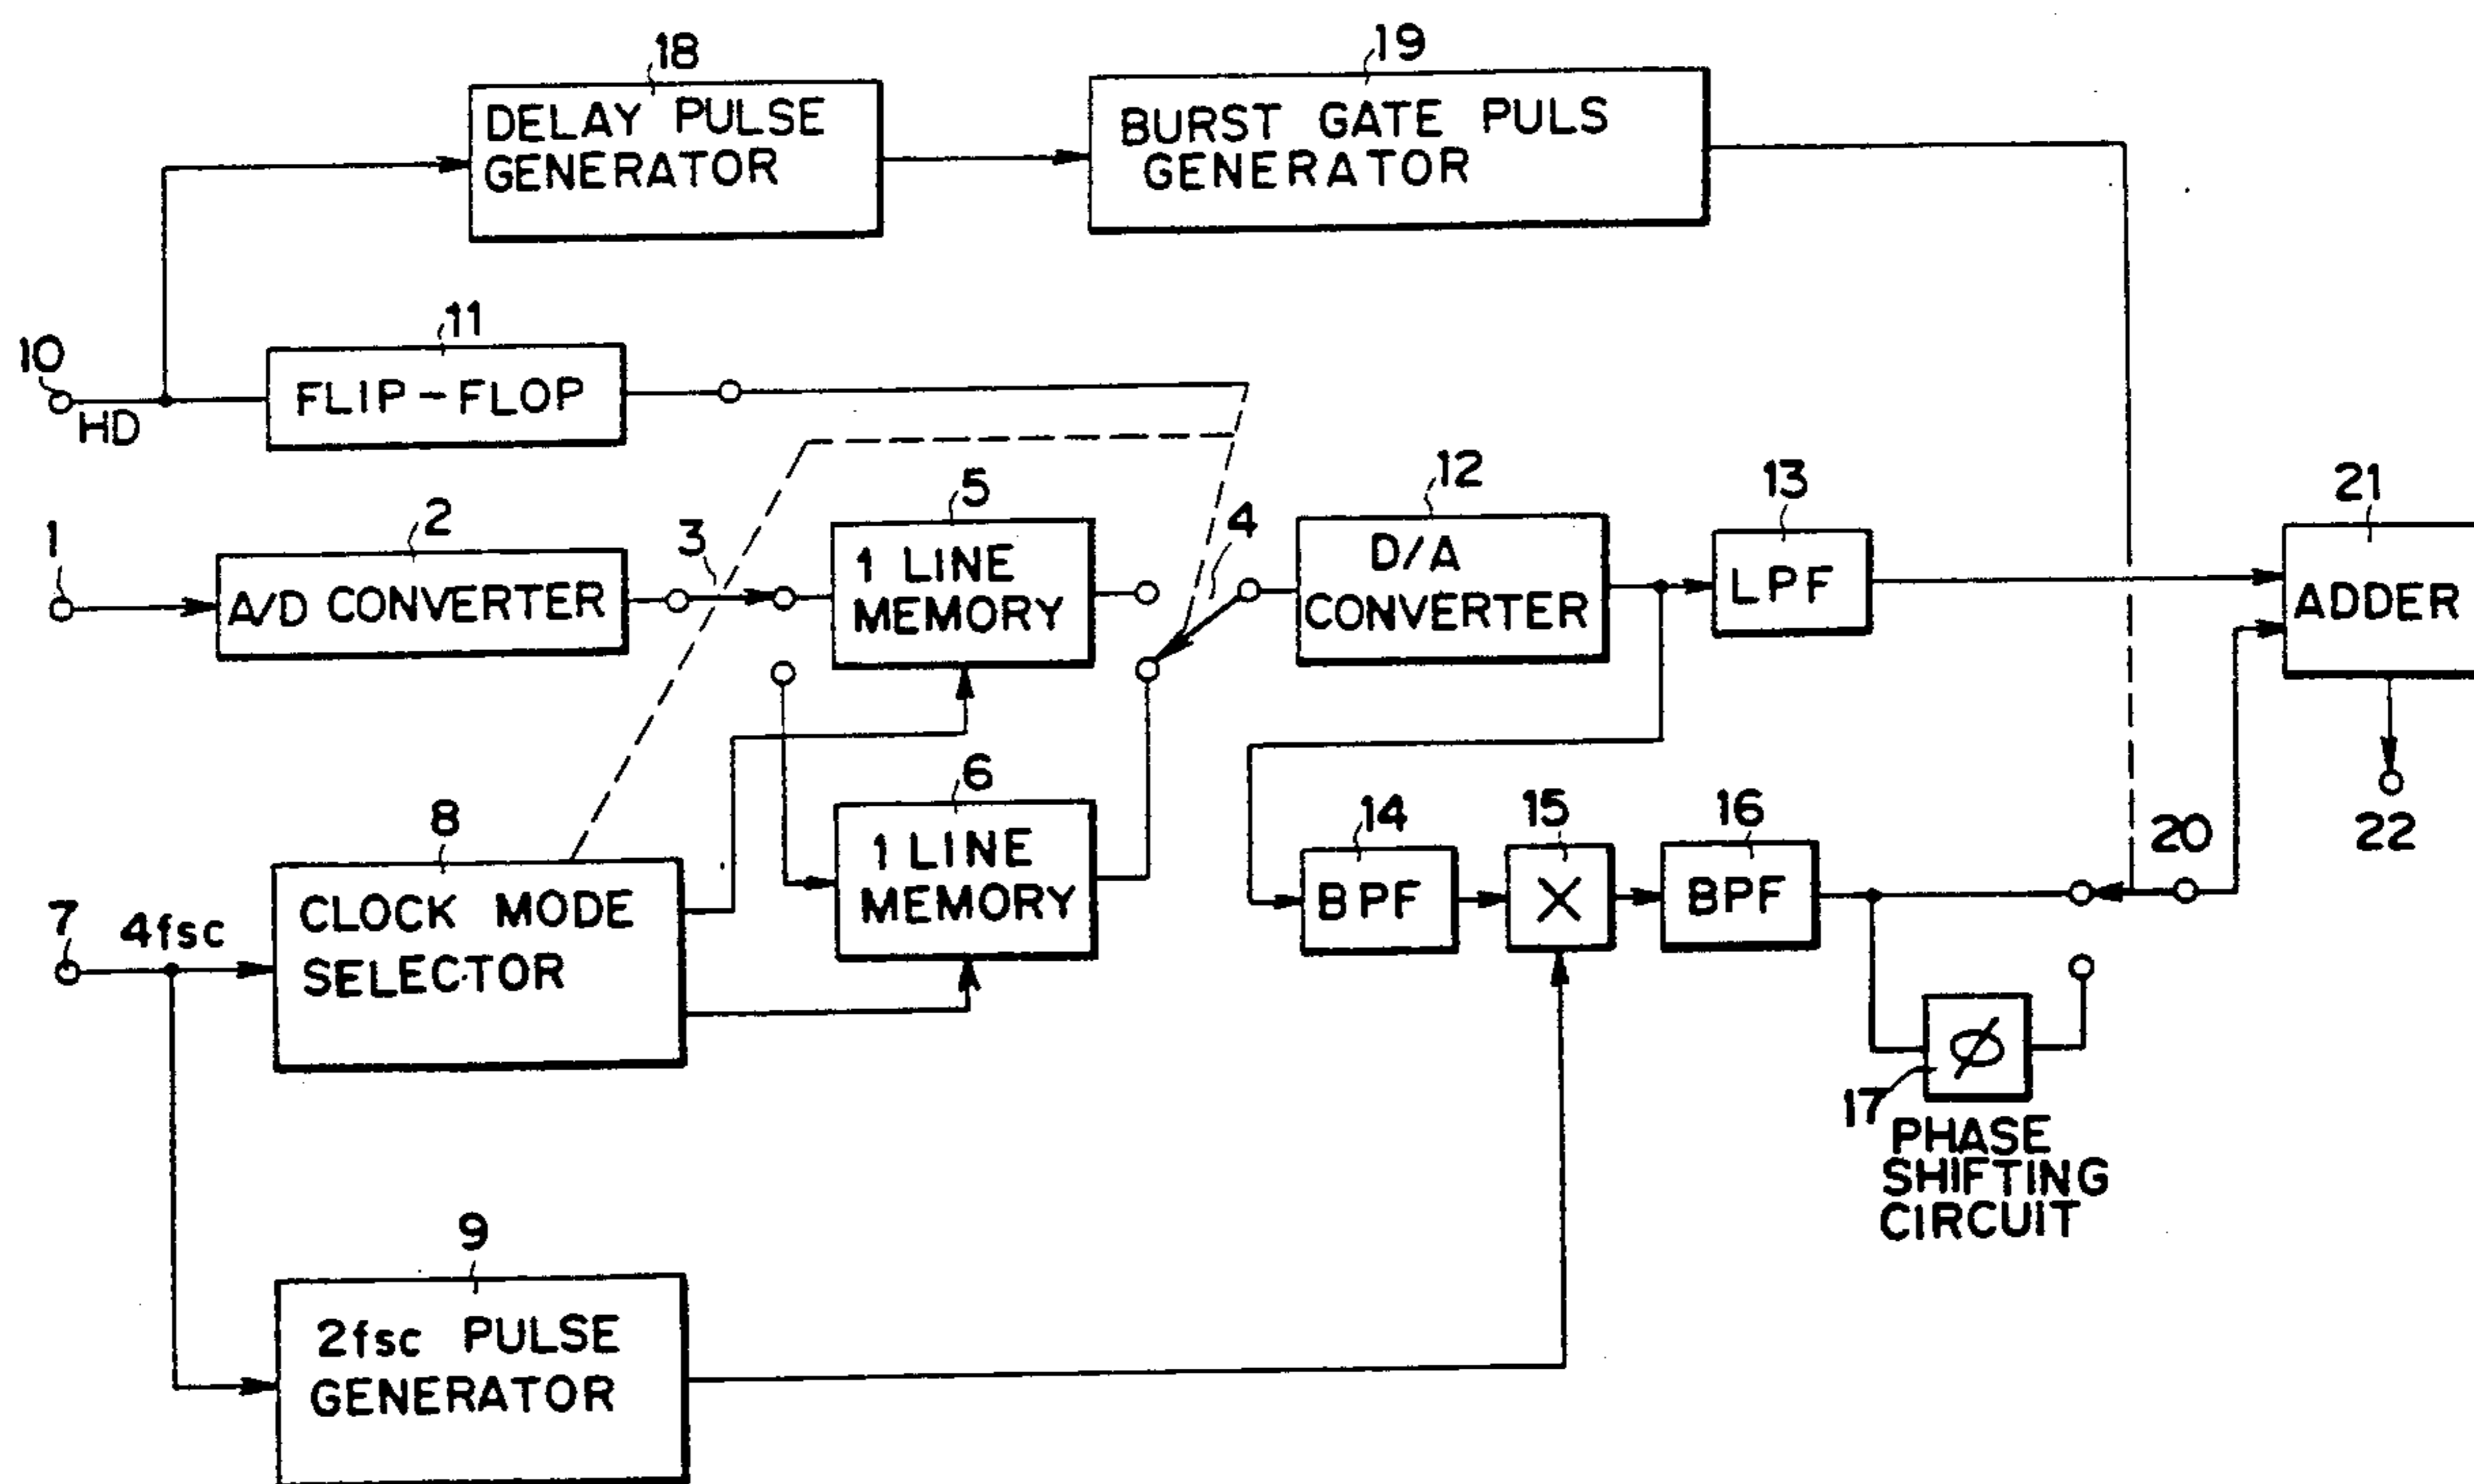 18
19
DELAY PULSE
GENERATOR
BURST GATE PULS
GENERATOR
10
HD
11
FLIP-FLOP
1
2
A/D CONVERTER
3
5
1 LINE
MEMORY
4
12
D/A
CONVERTER
13
LPF
21
ADDER
22
7
4fsc
8
CLOCK MODE
SELECTOR
6
1 LINE
MEMORY
14
BPF
15
X
16
BPF
20
17
ϕ
PHASE
SHIFTING
CIRCUIT
9
2fsc PULSE
GENERATOR